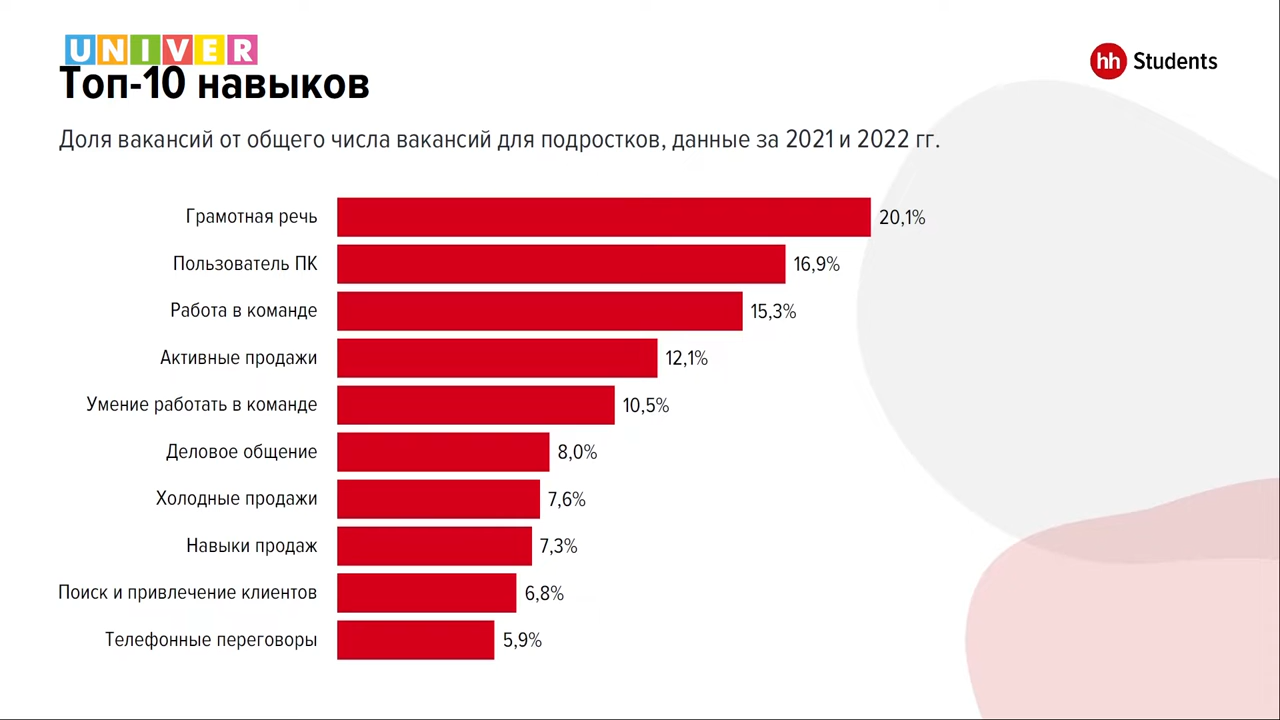 UNIVER
Топ-10 навыков
hh Students
Доля вакансий от общего числа вакансий для подростков, данные за 2021 и 2022 гг.
Грамотная речь 20,1%
Пользователь ПК 16,9%
Работа в команде 15,3%
Активные продажи 12,1%
Умение работать в команде 10,5%
Деловое общение 8,0%
Холодные продажи 7,6%
Навыки продаж 7,3%
Поиск и привлечение клиентов 6,8%
Телефонные переговоры 5,9%